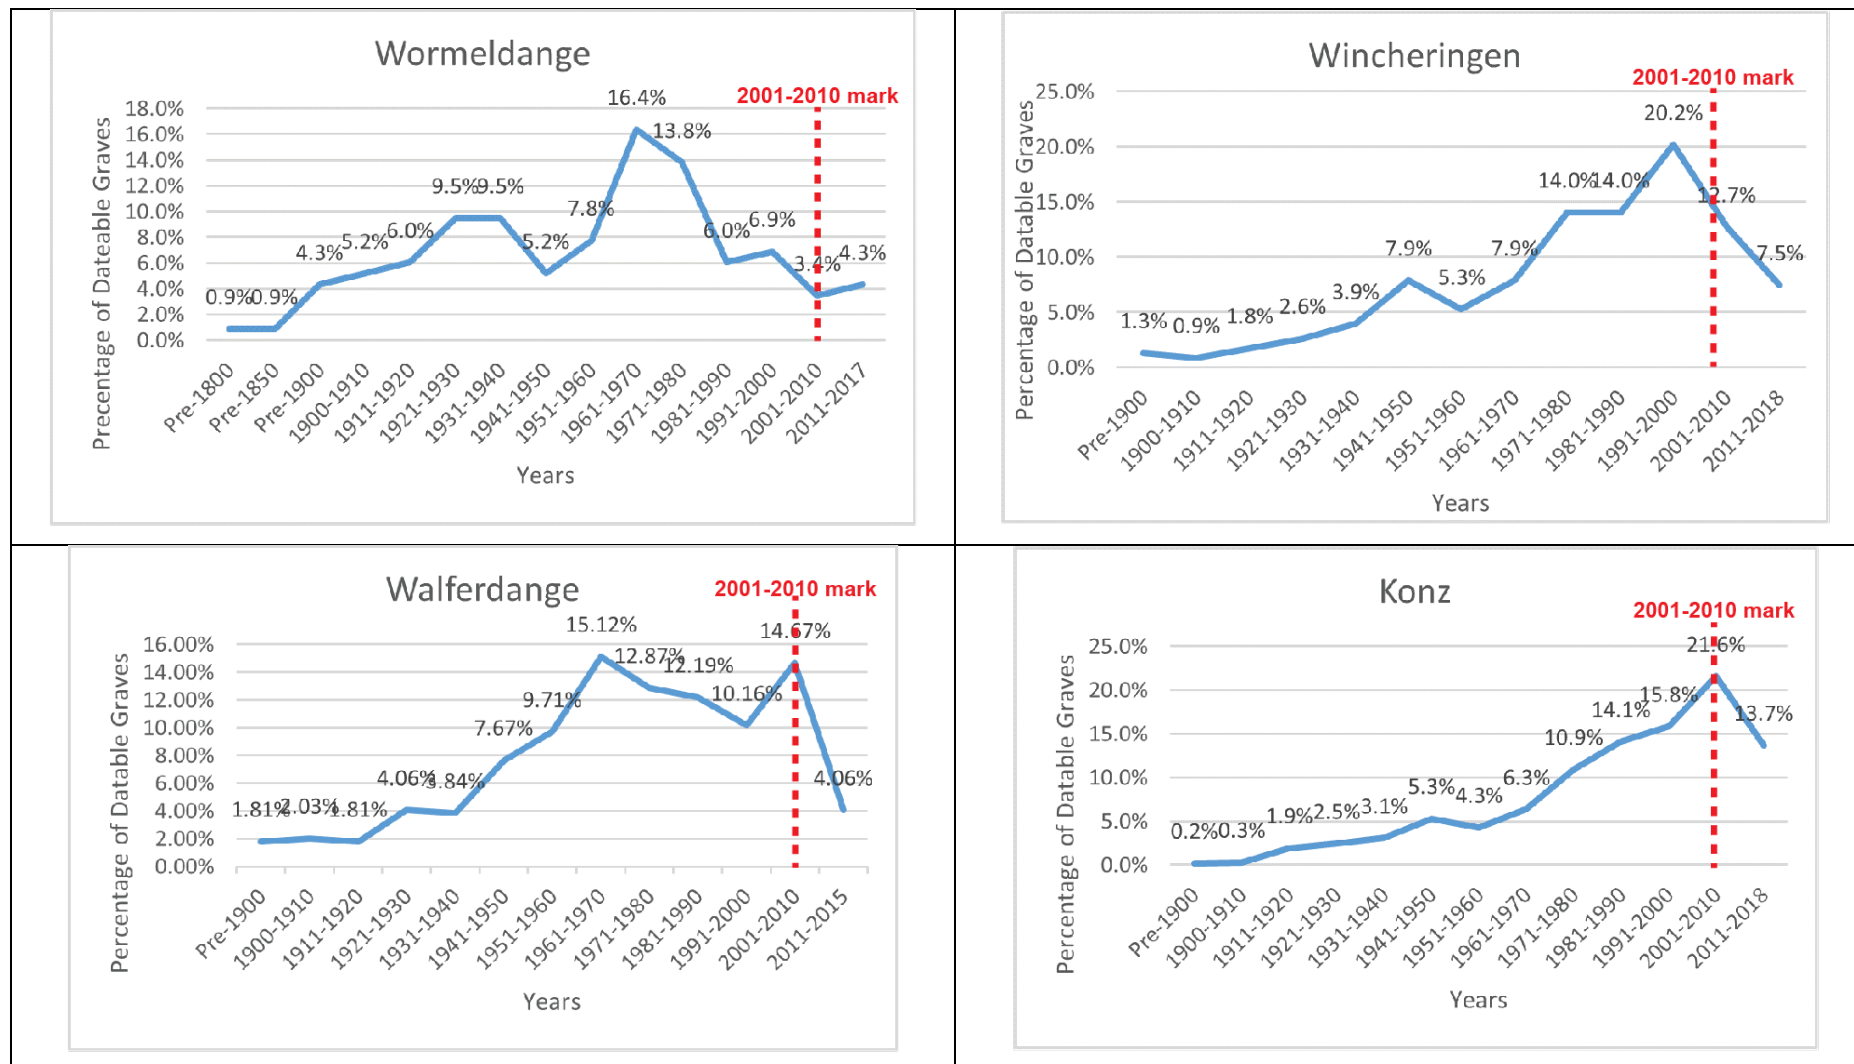 Wormeldange
2001-2010 mark
Precentage of Dateable Graves
18.0%
16.0%
14.0%
12.0%
10.0%
8.0%
6.0%
4.0%
2.0%
0.0%
0.9% 0.9% 4.3% 5.2% 6.0% 9.5% 9.5% 5.2% 7.8% 16.4% 13.8% 6.0% 6.9% 3.4% 4.3%
Pre-1800 Pre-1850 Pre-1900 1900-1910 1911-1920 1921-1930 1931-1940 1941-1950 1951-1960 1961-1970 1971-1980 1981-1990 1991-2000 2001-2010 2011-2017
Years
Wincheringen
2001-2010 mark
Percentage of Datable Graves
25.0%
20.0%
15.0%
10.0%
5.0%
0.0%
1.3% 0.9% 1.8% 2.6% 3.9% 7.9% 5.3% 7.9% 14.0% 14.0% 20.2% 12.7% 7.5%
Pre-1900 1900-1910 1911-1920 1921-1930 1931-1940 1941-1950 1951-1960 1961-1970 1971-1980 1981-1990 1991-2000 2001-2010 2011-2018
Years
Walferdange
2001-2010 mark
Percentage of Datable Graves
16.00%
14.00%
12.00%
10.00%
8.00%
6.00%
4.00%
2.00%
0.00%
1.81% 2.03% 1.81% 4.06% 3.84% 7.67% 9.71% 15.12% 12.87% 12.19% 10.16% 14.67% 4.06%
Pre-1900 1900-1910 1911-1920 1921-1930 1931-1940 1941-1950 1951-1960 1961-1970 1971-1980 1981-1990 1991-2000 2001-2010 2011-2015
Years
Konz
2001-2010 mark
Percentage of Datable Graves
25.0%
20.0%
15.0%
10.0%
5.0%
0.0%
0.2% 0.3% 1.9% 2.5% 3.1% 5.3% 4.3% 6.3% 10.9% 14.1% 15.8% 21.6% 13.7%
Pre-1900 1900-1910 1911-1920 1921-1930 1931-1940 1941-1950 1951-1960 1961-1970 1971-1980 1981-1990 1991-2000 2001-2010 2011-2018
Years